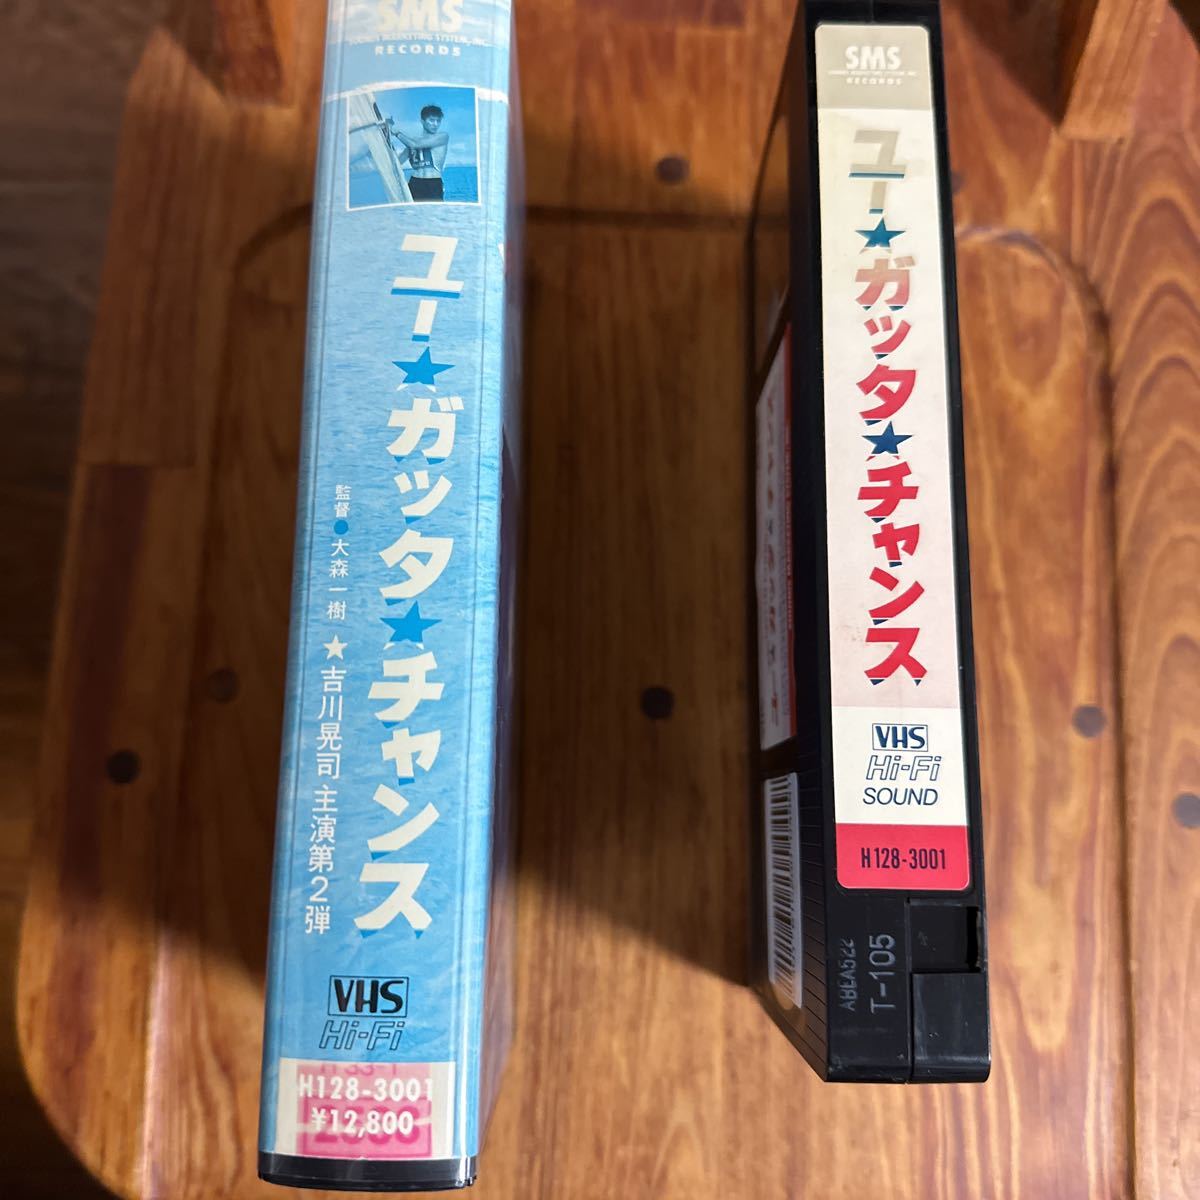 SMS
RECORDS
ユー★ガッタ★チャンス
監督●大森一樹★吉川晃司主演第2弾
VHS
Hi-Fi
H128-3001
¥12,800
SMS
RECORDS
ユー★ガッタ★チャンス
VHS
Hi-Fi
SOUND
H128-3001
T-105